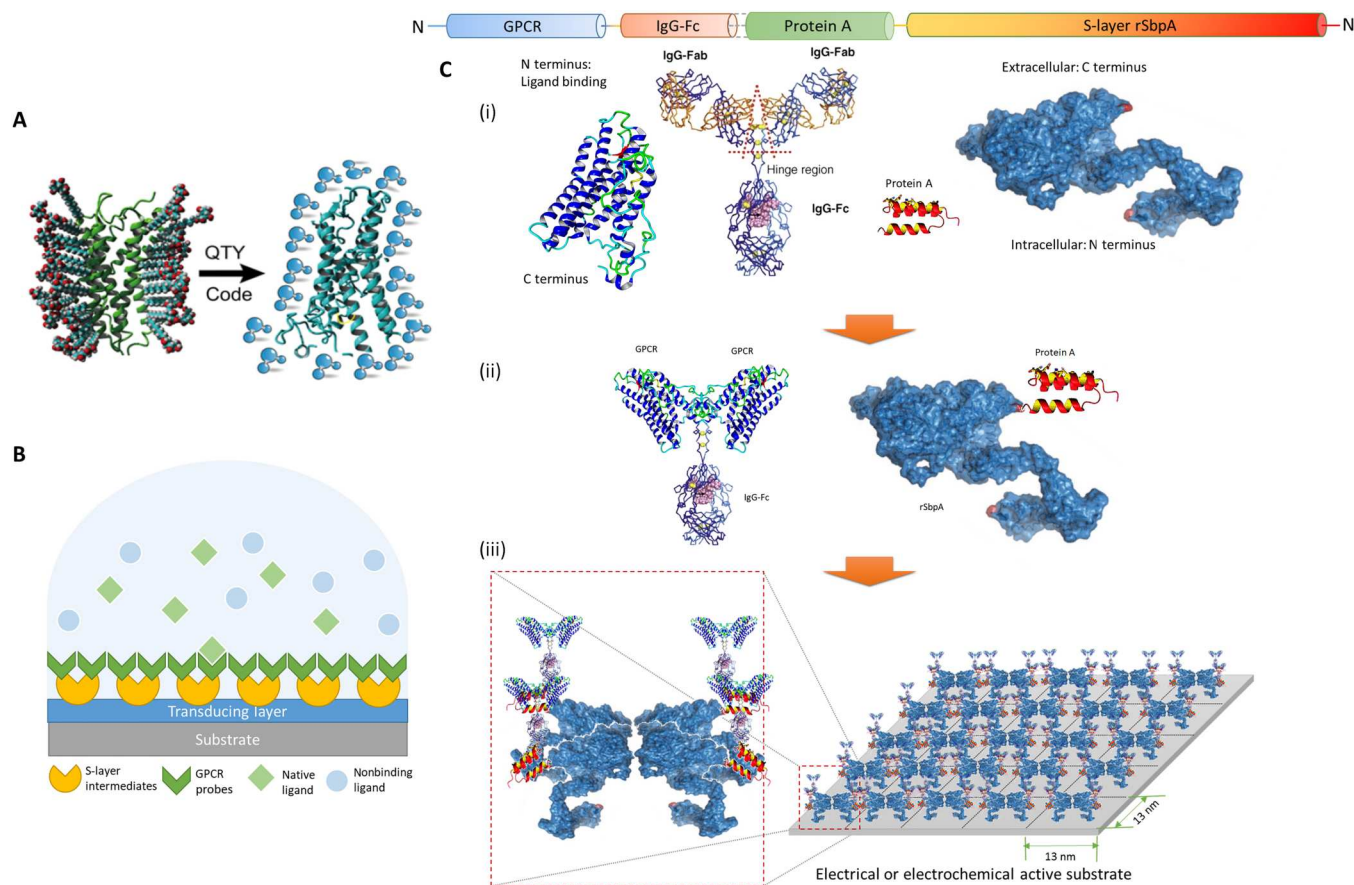 N GPCR IgG-Fc Protein A S-layer rSbpA N
A
QTY
Code
B
Transducing layer
Substrate
S-layer
intermediates
GPCR
probes
Native
ligand
Nonbinding
ligand
C
N terminus:
Ligand binding
IgG-Fab
IgG-Fab
Extracellular: C terminus
(i)
Hinge region
Protein A
IgG-Fc
C terminus
Intracellular: N terminus
(ii)
GPCR
GPCR
Protein A
IgG-Fc
rSbpA
(iii)
13 nm
13 nm
Electrical or electrochemical active substrate